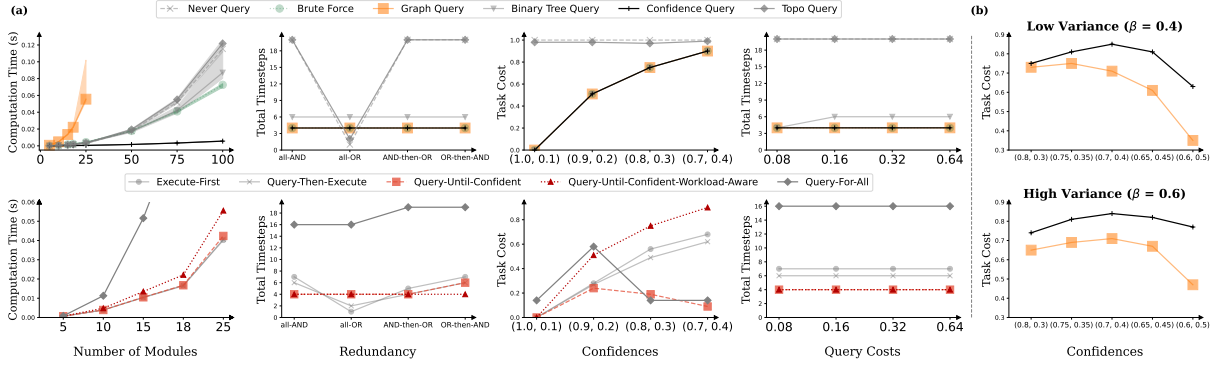 (a)
Never Query Brute Force Graph Query Binary Tree Query Confidence Query Topo Query
(b)
Computation Time (s)
0.12
0.10
0.08
0.06
0.04
0.02
0.00
0 5 10 15 25 50 75 100
Total Timesteps
18
15
12
9
6
3
0
all-AND all-OR AND-then-OR OR-then-AND
Task Cost
1.0
0.8
0.6
0.4
0.2
0.0
(1.0, 0.1) (0.9, 0.2) (0.8, 0.3) (0.7, 0.4)
Total Timesteps
18
15
12
9
6
3
0
0.08 0.16 0.32 0.64
Low Variance (β = 0.4)
Task Cost
0.9
0.7
0.5
0.3
(0.8, 0.3) (0.75, 0.35) (0.7, 0.4) (0.65, 0.45) (0.6, 0.5)
Execute-First Query-Then-Execute Query-Until-Confident Query-Until-Confident-Workload-Aware Query-For-All
Computation Time (s)
0.06
0.05
0.04
0.03
0.02
0.01
0.00
5 10 15 18 25
Number of Modules
Total Timesteps
18
16
14
12
10
8
6
4
2
0
all-AND all-OR AND-then-OR OR-then-AND
Redundancy
Task Cost
0.8
0.6
0.4
0.2
0.0
(1.0, 0.1) (0.9, 0.2) (0.8, 0.3) (0.7, 0.4)
Confidences
Total Timesteps
16
14
12
10
8
6
4
2
0
0.08 0.16 0.32 0.64
Query Costs
High Variance (β = 0.6)
Task Cost
0.9
0.7
0.5
0.3
(0.8, 0.3) (0.75, 0.35) (0.7, 0.4) (0.65, 0.45) (0.6, 0.5)
Confidences